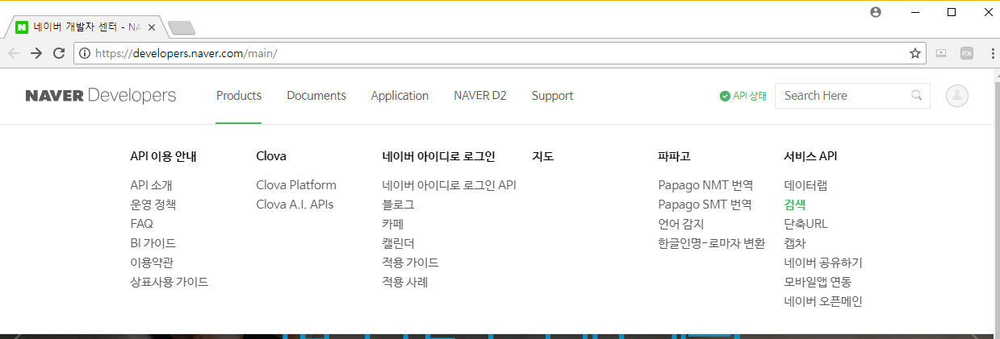 네이버 개발자 센터 - NA
https://developers.naver.com/main/
NAVER Developers
Products
Documents
Application
NAVER D2
Support
API 상태
Search Here
API 이용 안내
API 소개
운영 정책
FAQ
BI 가이드
이용약관
상표사용 가이드
Clova
Clova Platform
Clova A.I. APIs
네이버 아이디로 로그인
네이버 아이디로 로그인 API
블로그
카페
캘린더
적용 가이드
적용 사례
지도
파파고
Papago NMT 번역
Papago SMT 번역
언어 감지
한글인명-로마자 변환
서비스 API
데이터랩
검색
단축URL
캡차
네이버 공유하기
모바일앱 연동
네이버 오픈메인